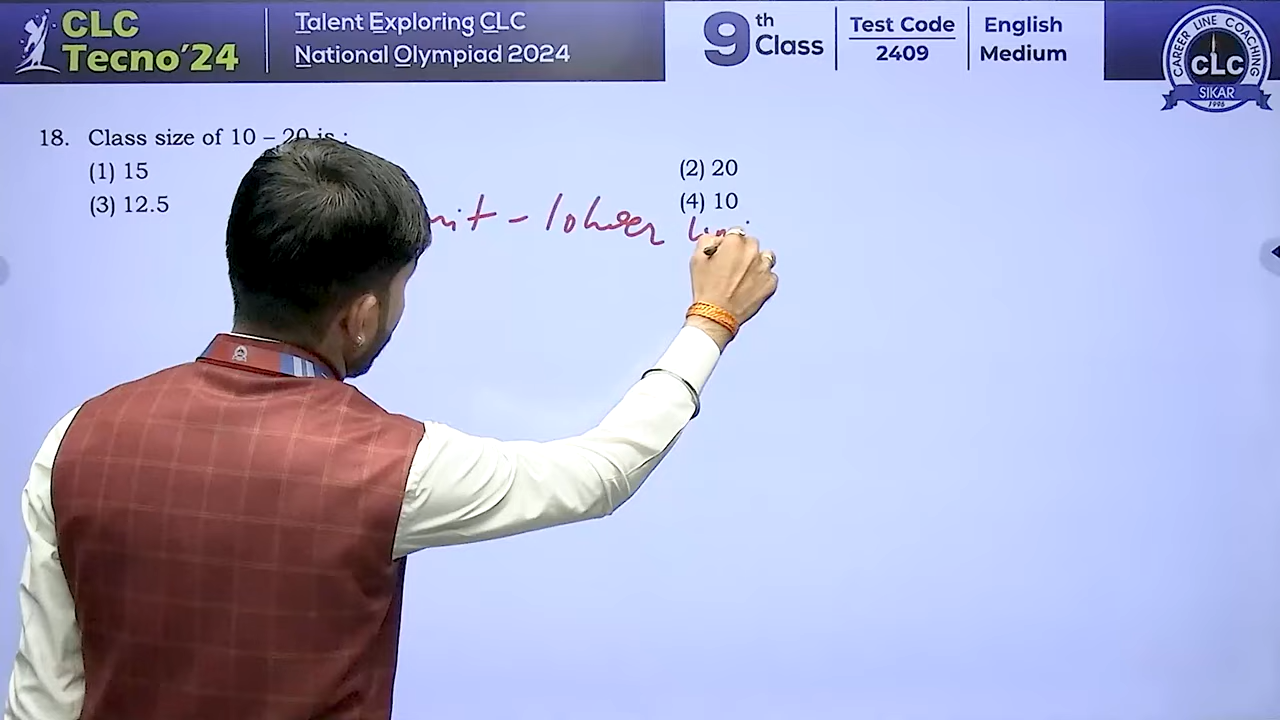 CLC
Tecno'24
Talent Exploring CLC
National Olympiad 2024
9th Class
Test Code
2409
English
Medium
CAREER LINE COACHING
CLC
SIKAR
1996
18. Class size of 10 – 20 is :
(1) 15
(2) 20
(3) 12.5
(4) 10
- lower